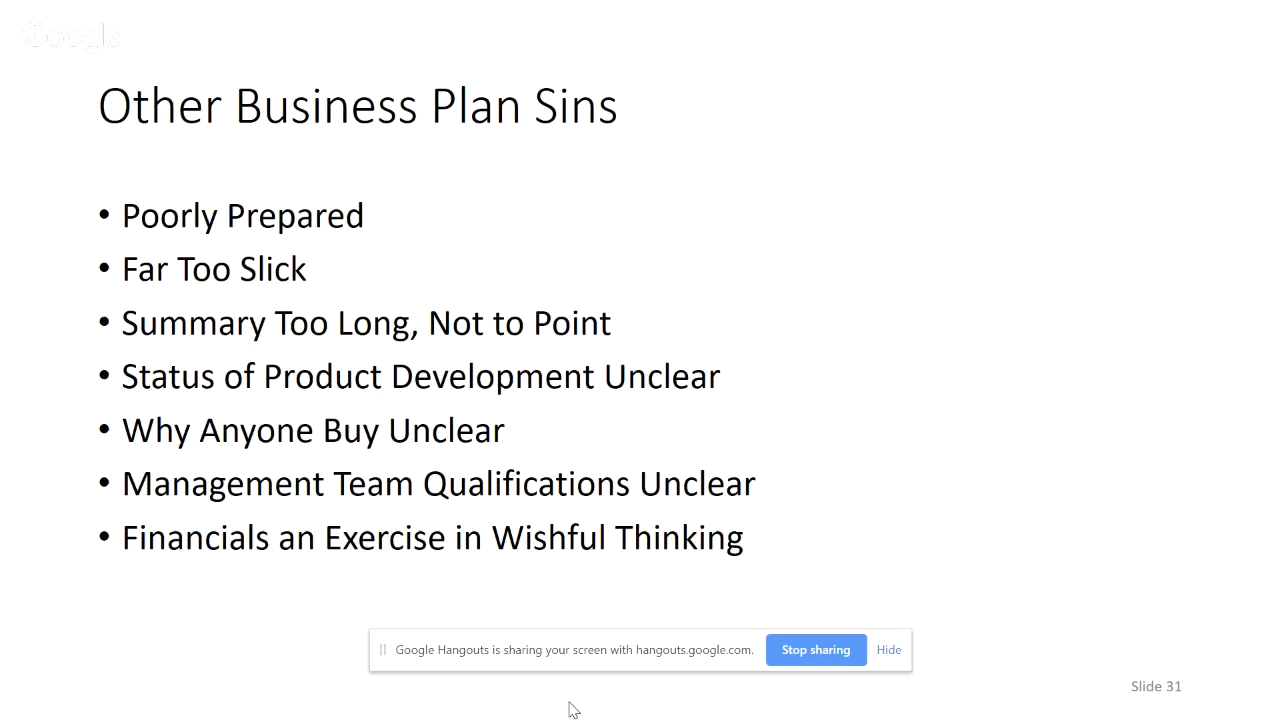 Google
Other Business Plan Sins
• Poorly Prepared
• Far Too Slick
• Summary Too Long, Not to Point
• Status of Product Development Unclear
• Why Anyone Buy Unclear
• Management Team Qualifications Unclear
• Financials an Exercise in Wishful Thinking
Google Hangouts is sharing your screen with hangouts.google.com. Stop sharing Hide
Slide 31